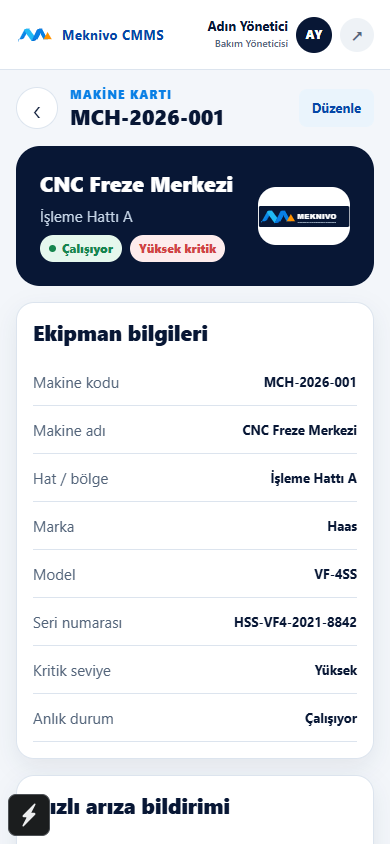 Meknivo CMMS
Adın Yönetici
Bakım Yöneticisi
AY
↗
‹
MAKİNE KARTI
MCH-2026-001
Düzenle
CNC Freze Merkezi
İşleme Hattı A
Çalışıyor
Yüksek kritik
MEKNIVO
Ekipman bilgileri
Makine kodu MCH-2026-001
Makine adı CNC Freze Merkezi
Hat / bölge İşleme Hattı A
Marka Haas
Model VF-4SS
Seri numarası HSS-VF4-2021-8842
Kritik seviye Yüksek
Anlık durum Çalışıyor
ızlı arıza bildirimi